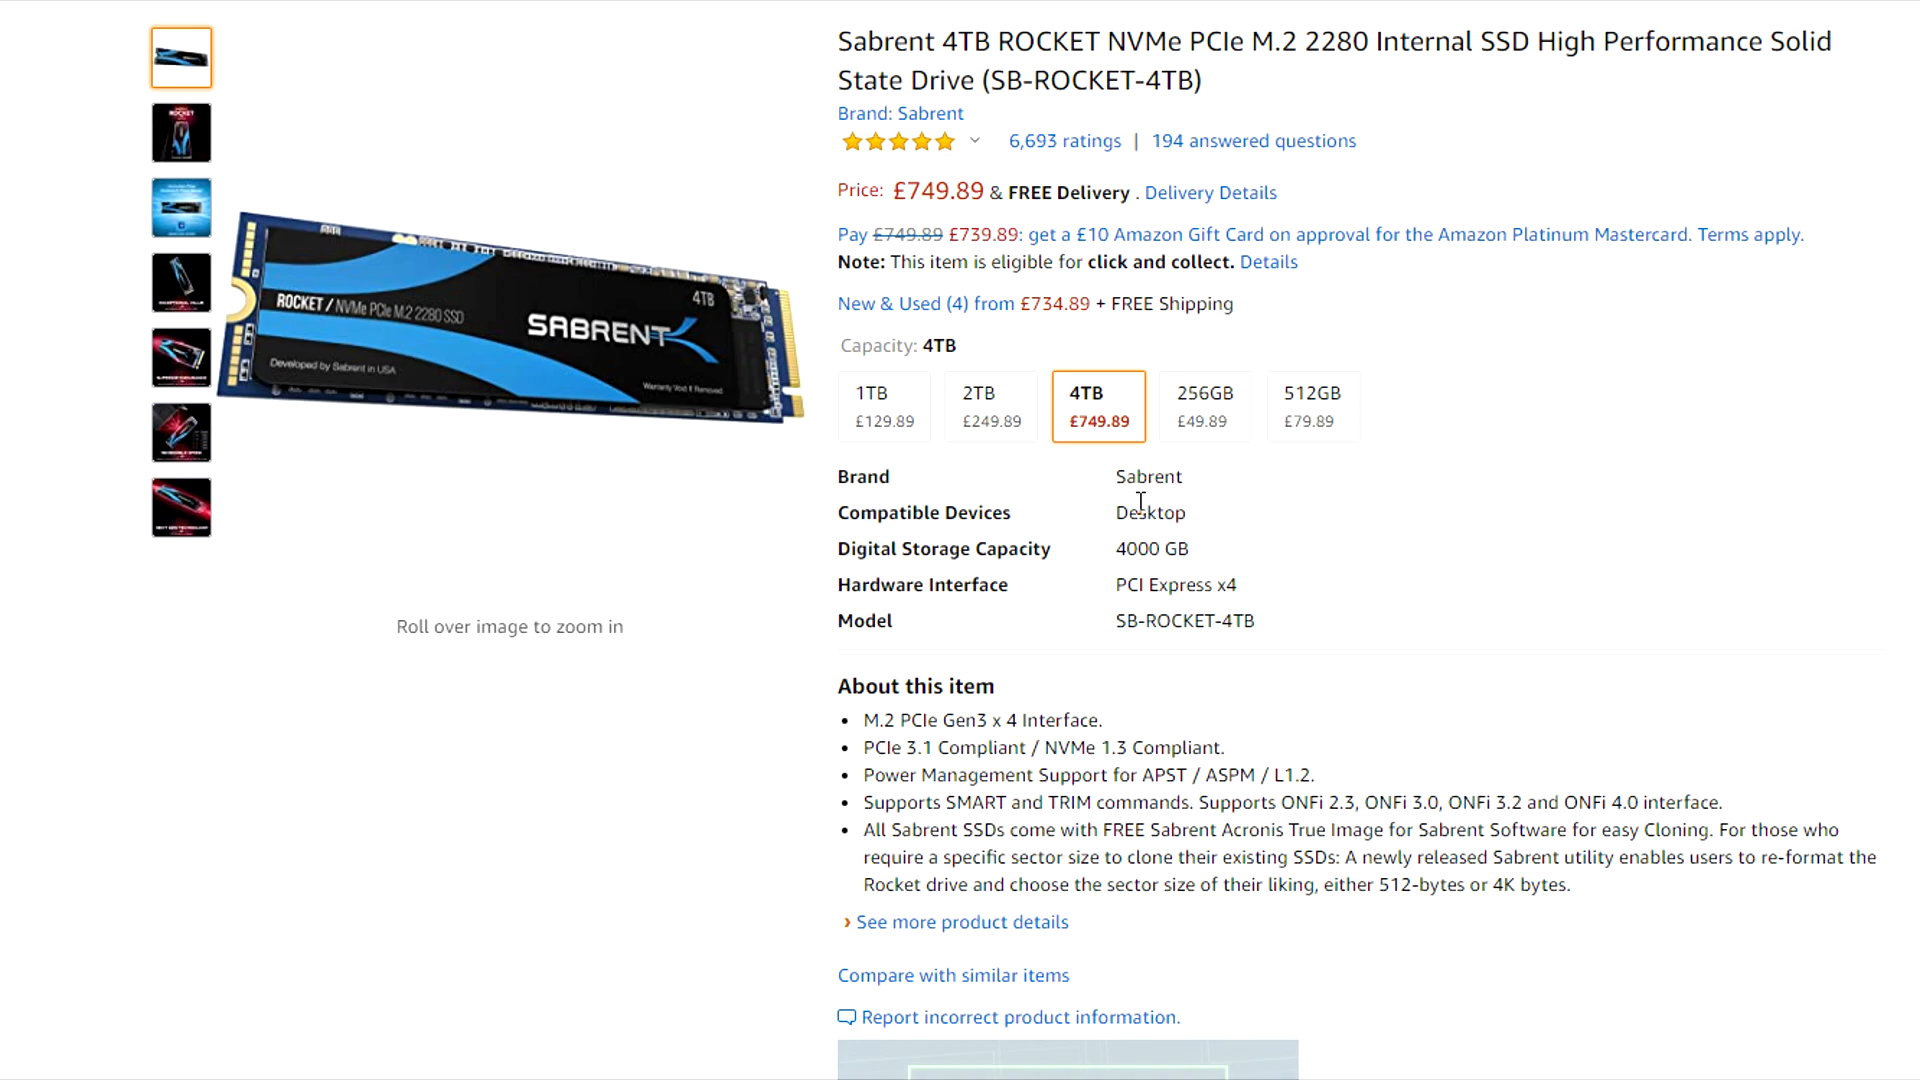 Sabrent 4TB ROCKET NVMe PCIe M.2 2280 Internal SSD High Performance Solid
State Drive (SB-ROCKET-4TB)
Brand: Sabrent
6,693 ratings | 194 answered questions
Price: £749.89 & FREE Delivery . Delivery Details
Pay £749.89 £739.89: get a £10 Amazon Gift Card on approval for the Amazon Platinum Mastercard. Terms apply.
Note: This item is eligible for click and collect. Details
New & Used (4) from £734.89 + FREE Shipping
Capacity: 4TB
1TB 2TB 4TB 256GB 512GB
£129.89 £249.89 £749.89 £49.89 £79.89
Brand Sabrent
Compatible Devices Desktop
Digital Storage Capacity 4000 GB
Hardware Interface PCI Express x4
Model SB-ROCKET-4TB
About this item
• M.2 PCIe Gen3 x 4 Interface.
• PCIe 3.1 Compliant / NVMe 1.3 Compliant.
• Power Management Support for APST / ASPM / L1.2.
• Supports SMART and TRIM commands. Supports ONFi 2.3, ONFi 3.0, ONFi 3.2 and ONFi 4.0 interface.
• All Sabrent SSDs come with FREE Sabrent Acronis True Image for Sabrent Software for easy Cloning. For those who
require a specific sector size to clone their existing SSDs: A newly released Sabrent utility enables users to re-format the
Rocket drive and choose the sector size of their liking, either 512-bytes or 4K bytes.
› See more product details
Compare with similar items
Report incorrect product information.
ROCKET
ROCKET / NVMe PCIe M.2 2280 SSD
4TB
SABRENT
Developed by Sabrent in USA
Warranty Void If Removed
Roll over image to zoom in